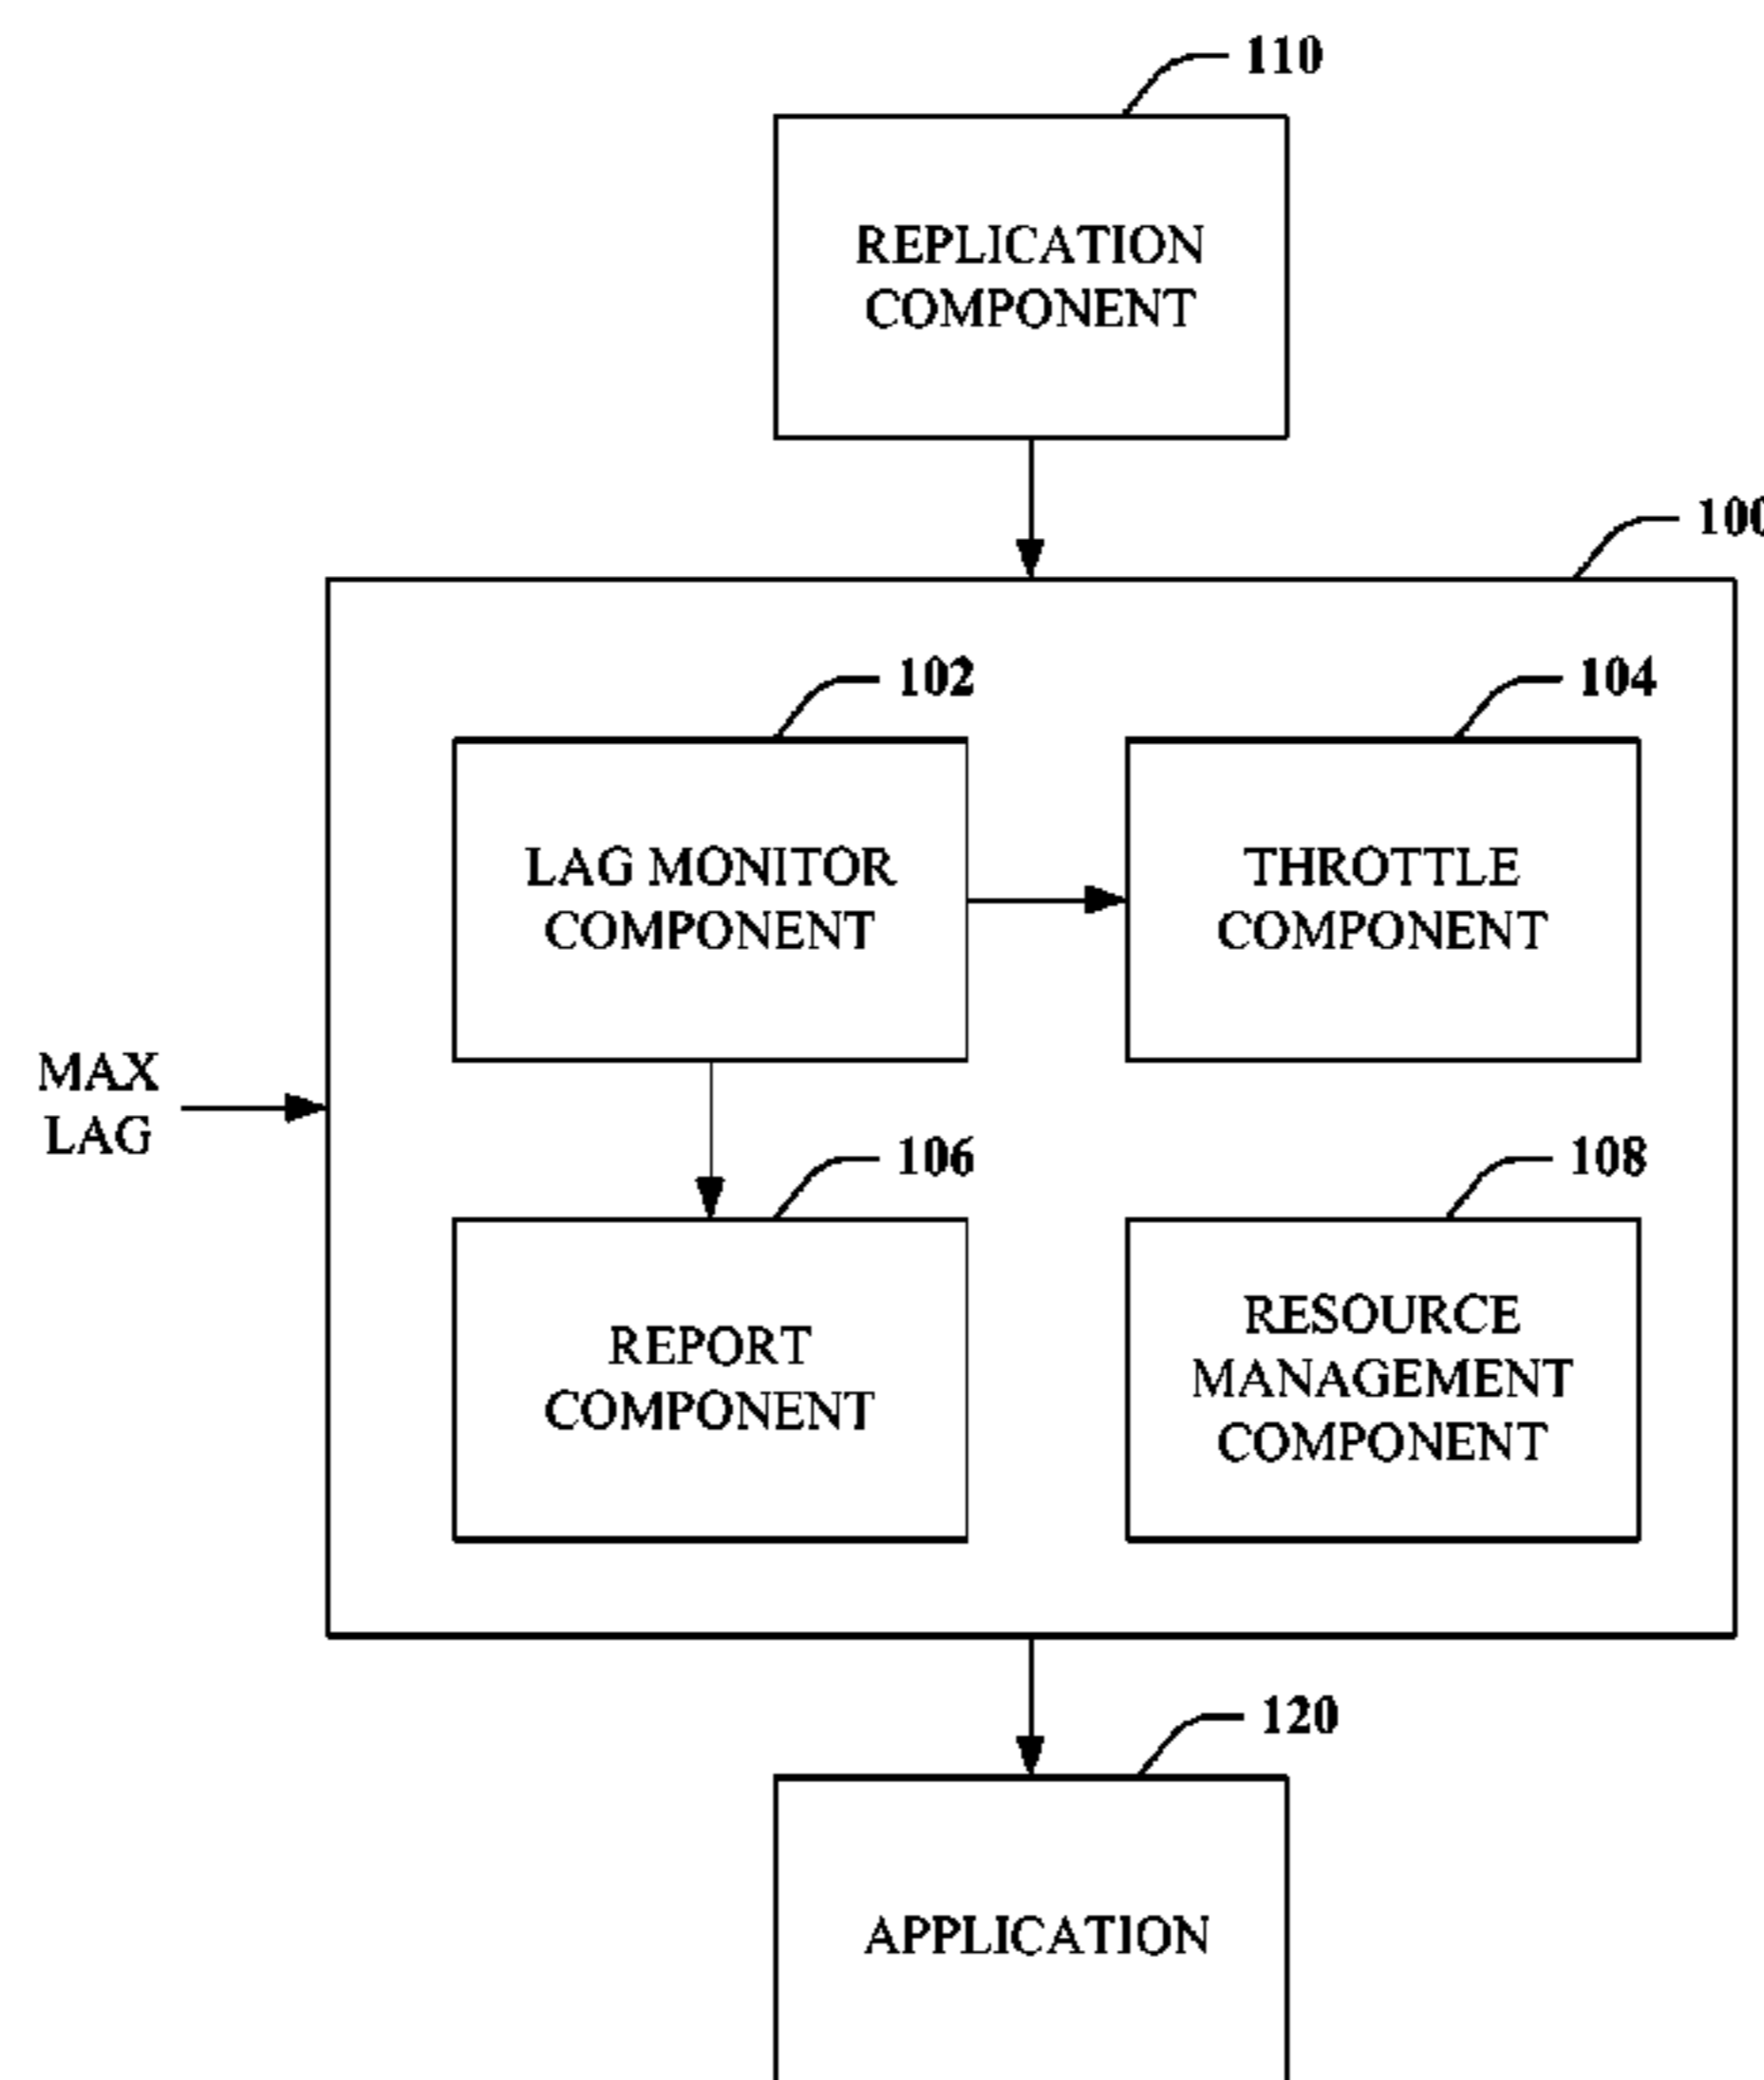 110
REPLICATION
COMPONENT
100
102
104
LAG MONITOR
COMPONENT
THROTTLE
COMPONENT
MAX
LAG
106
108
REPORT
COMPONENT
RESOURCE
MANAGEMENT
COMPONENT
120
APPLICATION